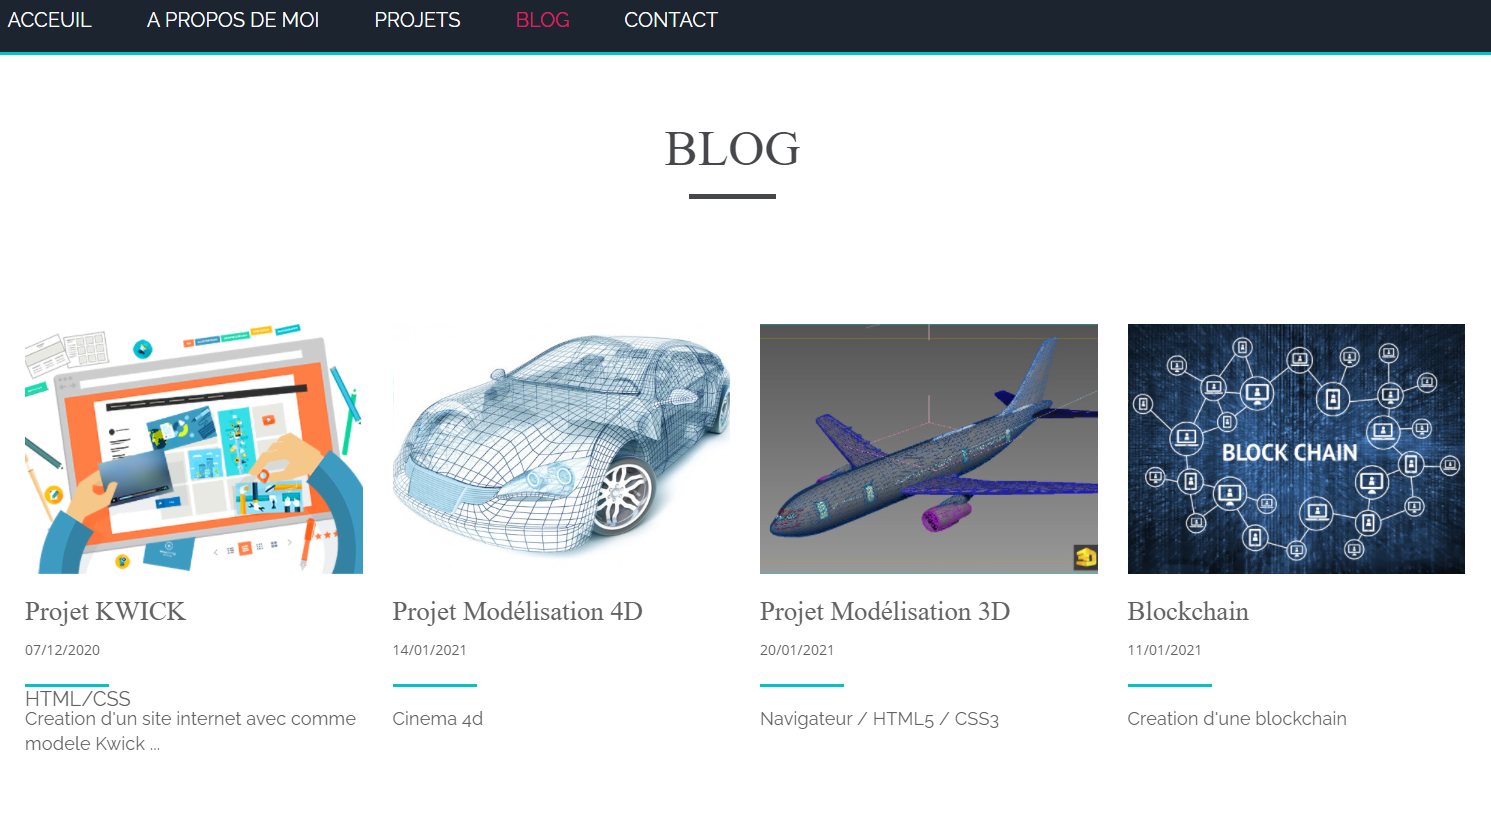 ACCEUIL A PROPOS DE MOI PROJETS BLOG CONTACT
BLOG
BLOCK CHAIN
Projet KWICK
07/12/2020
HTML/CSS
Creation d'un site internet avec comme
modele Kwick ...
Projet Modélisation 4D
14/01/2021
Cinema 4d
Projet Modélisation 3D
20/01/2021
Navigateur / HTML5 / CSS3
Blockchain
11/01/2021
Creation d'une blockchain